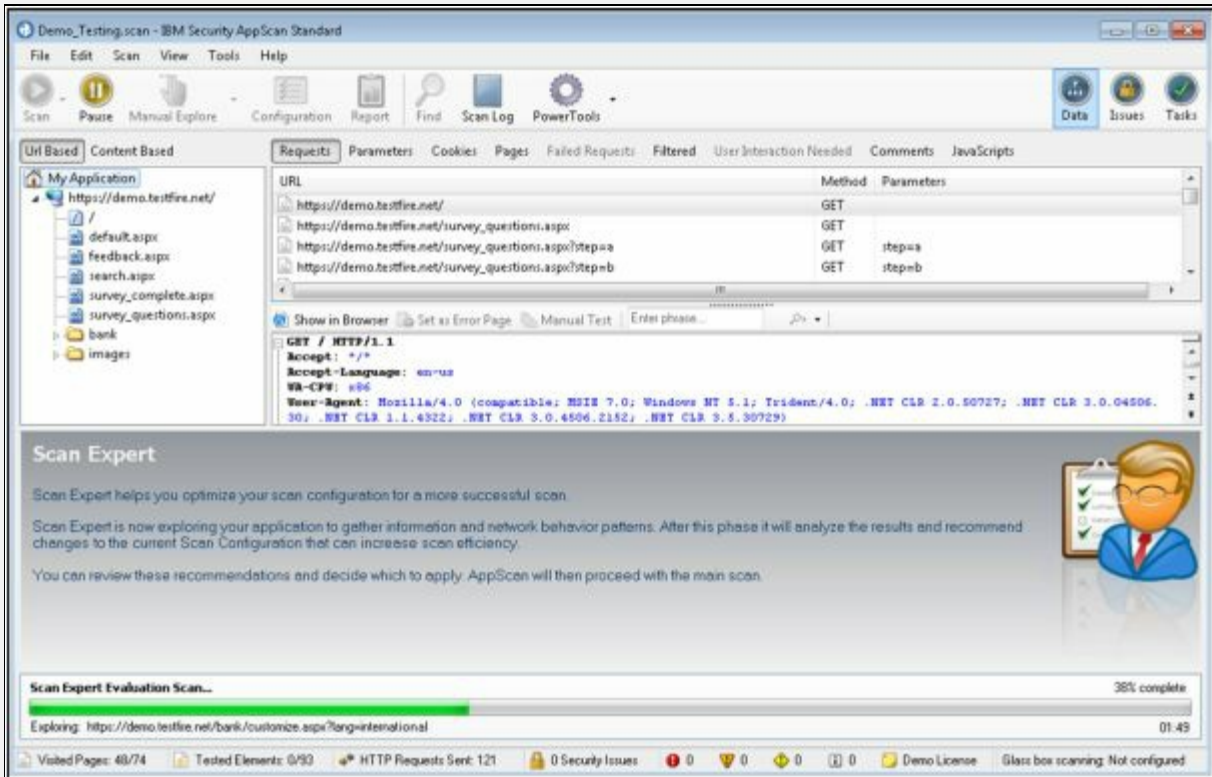 Demo_Testing.scan - IBM Security AppScan Standard
File Edit Scan View Tools Help
Scan Pause Manual Explore Configuration Report Find Scan Log PowerTools Data Issues Tasks
Url Based Content Based
Requests Parameters Cookies Pages Failed Requests Filtered User Interaction Needed Comments JavaScripts
My Application
https://demo.testfire.net/
/
default.aspx
feedback.aspx
search.aspx
survey_complete.aspx
survey_questions.aspx
bank
images
URL Method Parameters
https://demo.testfire.net/ GET
https://demo.testfire.net/survey_questions.aspx GET
https://demo.testfire.net/survey_questions.aspx?step=a GET step=a
https://demo.testfire.net/survey_questions.aspx?step=b GET step=b
Show in Browser Set as Error Page Manual Test Enter phrase...
GET / HTTP/1.1
Accept: */*
Accept-Language: en-us
UA-CPU: x86
User-Agent: Mozilla/4.0 (compatible; MSIE 7.0; Windows NT 5.1; Trident/4.0; .NET CLR 2.0.50727; .NET CLR 3.0.04506.
30; .NET CLR 1.1.4322; .NET CLR 3.0.4506.2152; .NET CLR 3.5.30729)
Scan Expert
Scan Expert helps you optimize your scan configuration for a more successful scan.
Scan Expert is now exploring your application to gather information and network behavior patterns. After this phase it will analyze the results and recommend
changes to the current Scan Configuration that can increase scan efficiency.
You can review these recommendations and decide which to apply. AppScan will then proceed with the main scan.
Scan Expert Evaluation Scan... 38% complete
Exploring: https://demo.testfire.net/bank/customize.aspx?lang=international 01:49
Visited Pages: 48/74 Tested Elements: 0/93 HTTP Requests Sent: 121 0 Security Issues 0 0 0 0 Demo License Glass box scanning: Not configured